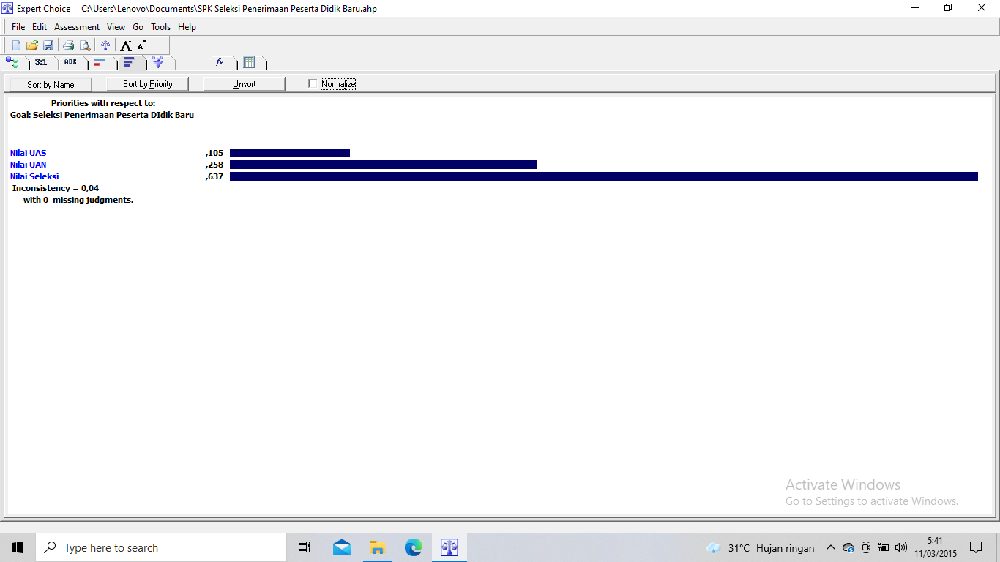 Expert Choice C:\Users\Lenovo\Documents\SPK Seleksi Penerimaan Peserta Didik Baru.ahp
File Edit Assessment View Go Tools Help
A A
3:1 ABC fx
Sort by Name Sort by Priority Unsort Normalize
Priorities with respect to:
Goal: Seleksi Penerimaan Peserta DIdik Baru
Nilai UAS ,105
Nilai UAN ,258
Nilai Seleksi ,637
Inconsistency = 0,04
with 0 missing judgments.
Activate Windows
Go to Settings to activate Windows.
Type here to search
31°C Hujan ringan
5:41
11/03/2015